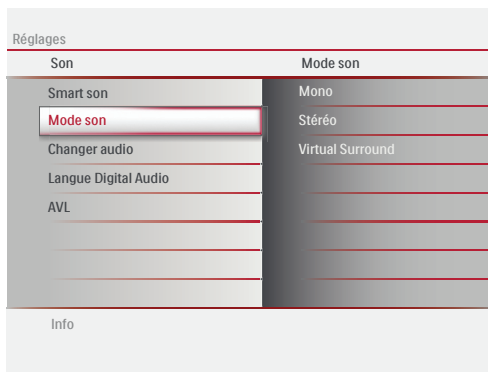 Réglages
Son Mode son
Smart son Mono
Mode son Stéréo
Changer audio Virtual Surround
Langue Digital Audio
AVL
Info